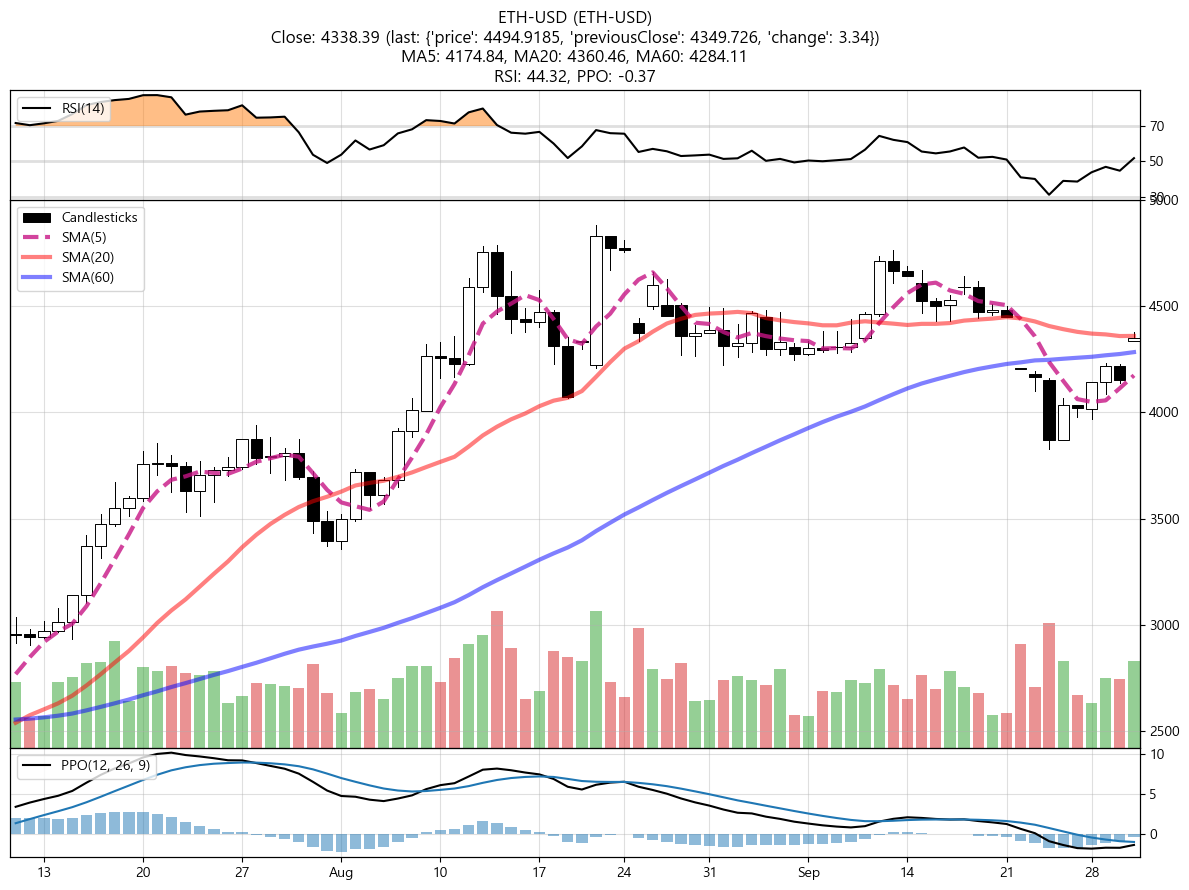 ETH-USD (ETH-USD)
Close: 4338.39 (last: {'price': 4494.9185, 'previousClose': 4349.726, 'change': 3.34})
MA5: 4174.84, MA20: 4360.46, MA60: 4284.11
RSI: 44.32, PPO: -0.37
RSI(14)
70
50
30
5000
Candlesticks
SMA(5)
SMA(20)
SMA(60)
4500
4000
3500
3000
2500
PPO(12, 26, 9)
10
5
0
13 20 27 Aug 10 17 24 31 Sep 14 21 28